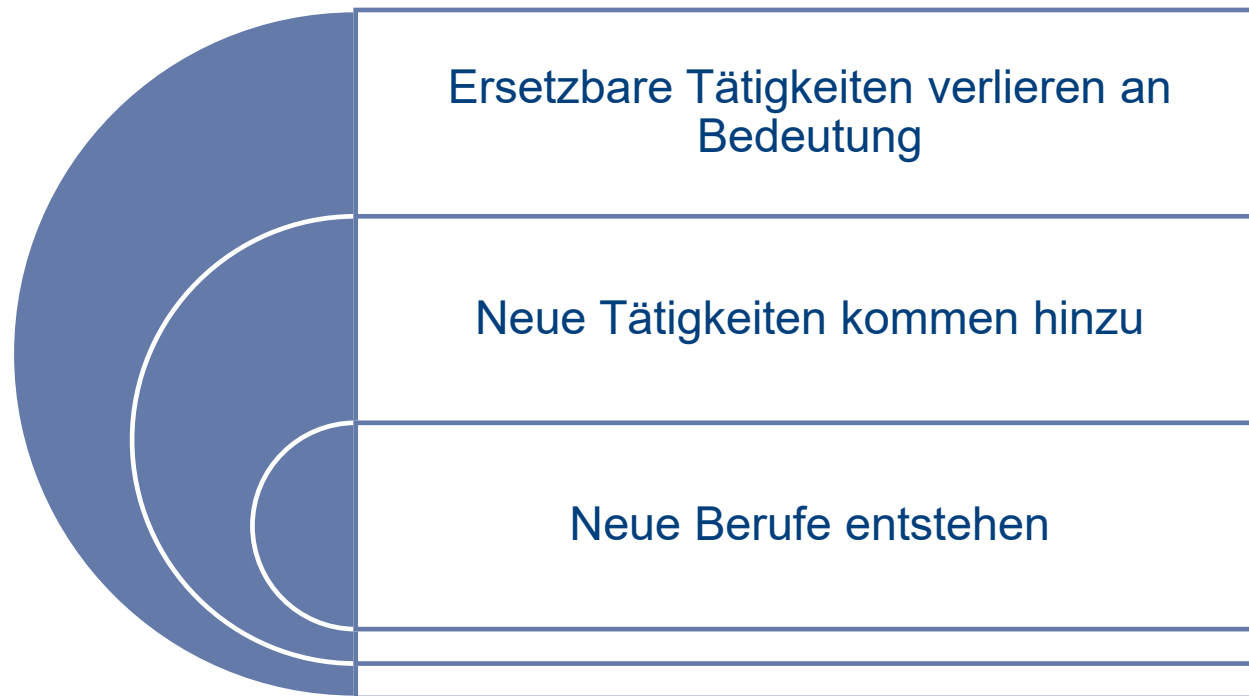 Ersetzbare Tätigkeiten verlieren an
Bedeutung
Neue Tätigkeiten kommen hinzu
Neue Berufe entstehen